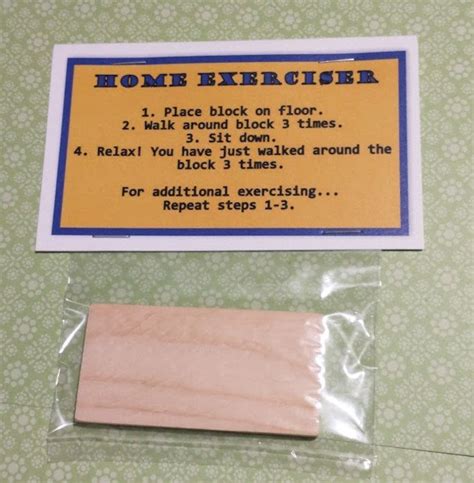 HOME EXERCISER
1. Place block on floor.
2. Walk around block 3 times.
3. Sit down.
4. Relax! You have just walked around the
block 3 times.
For additional exercising...
Repeat steps 1-3.